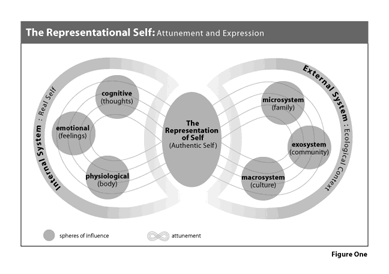 The Representational Self: Attunement and Expression
Internal System : Real Self
External System : Ecological Context
cognitive
(thoughts)
emotional
(feelings)
physiological
(body)
The
Representation
of Self
(Authentic Self)
microsystem
(family)
exosystem
(community)
macrosystem
(culture)
spheres of influence
attunement
Figure One